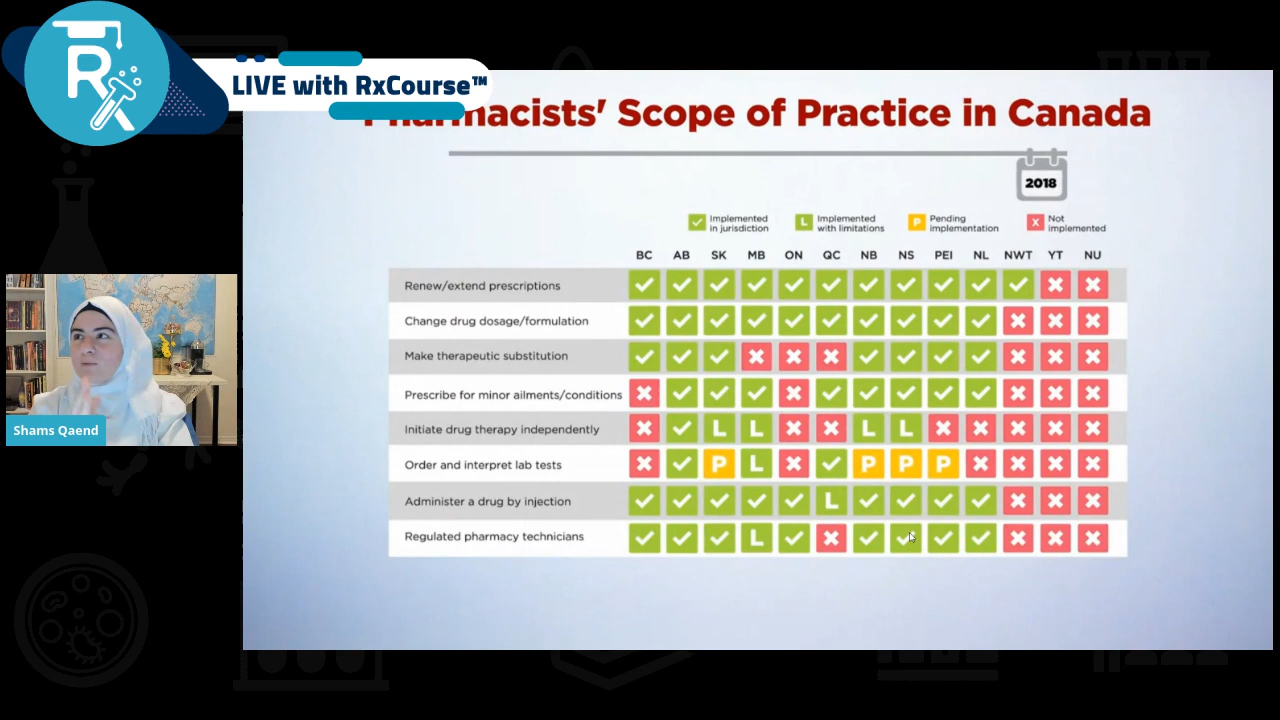 Rx
LIVE with RxCourse™
Pharmacists' Scope of Practice in Canada
2018
Implemented
in jurisdiction
L
Implemented
with limitations
P
Pending
implementation
X
Not
implemented
BC AB SK MB ON QC NB NS PEI NL NWT YT NU
Renew/extend prescriptions
Change drug dosage/formulation
Make therapeutic substitution
Prescribe for minor ailments/conditions
Initiate drug therapy independently L L L L
Order and interpret lab tests P L P P P
Administer a drug by injection L
Regulated pharmacy technicians L
Shams Qaend